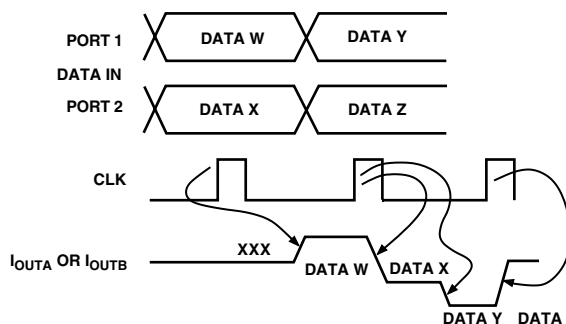 PORT 1
DATA W
DATA Y
DATA IN
PORT 2
DATA X
DATA Z
CLK
XXX
IOUTA OR IOUTB
DATA W
DATA X
DATA Y
DATA